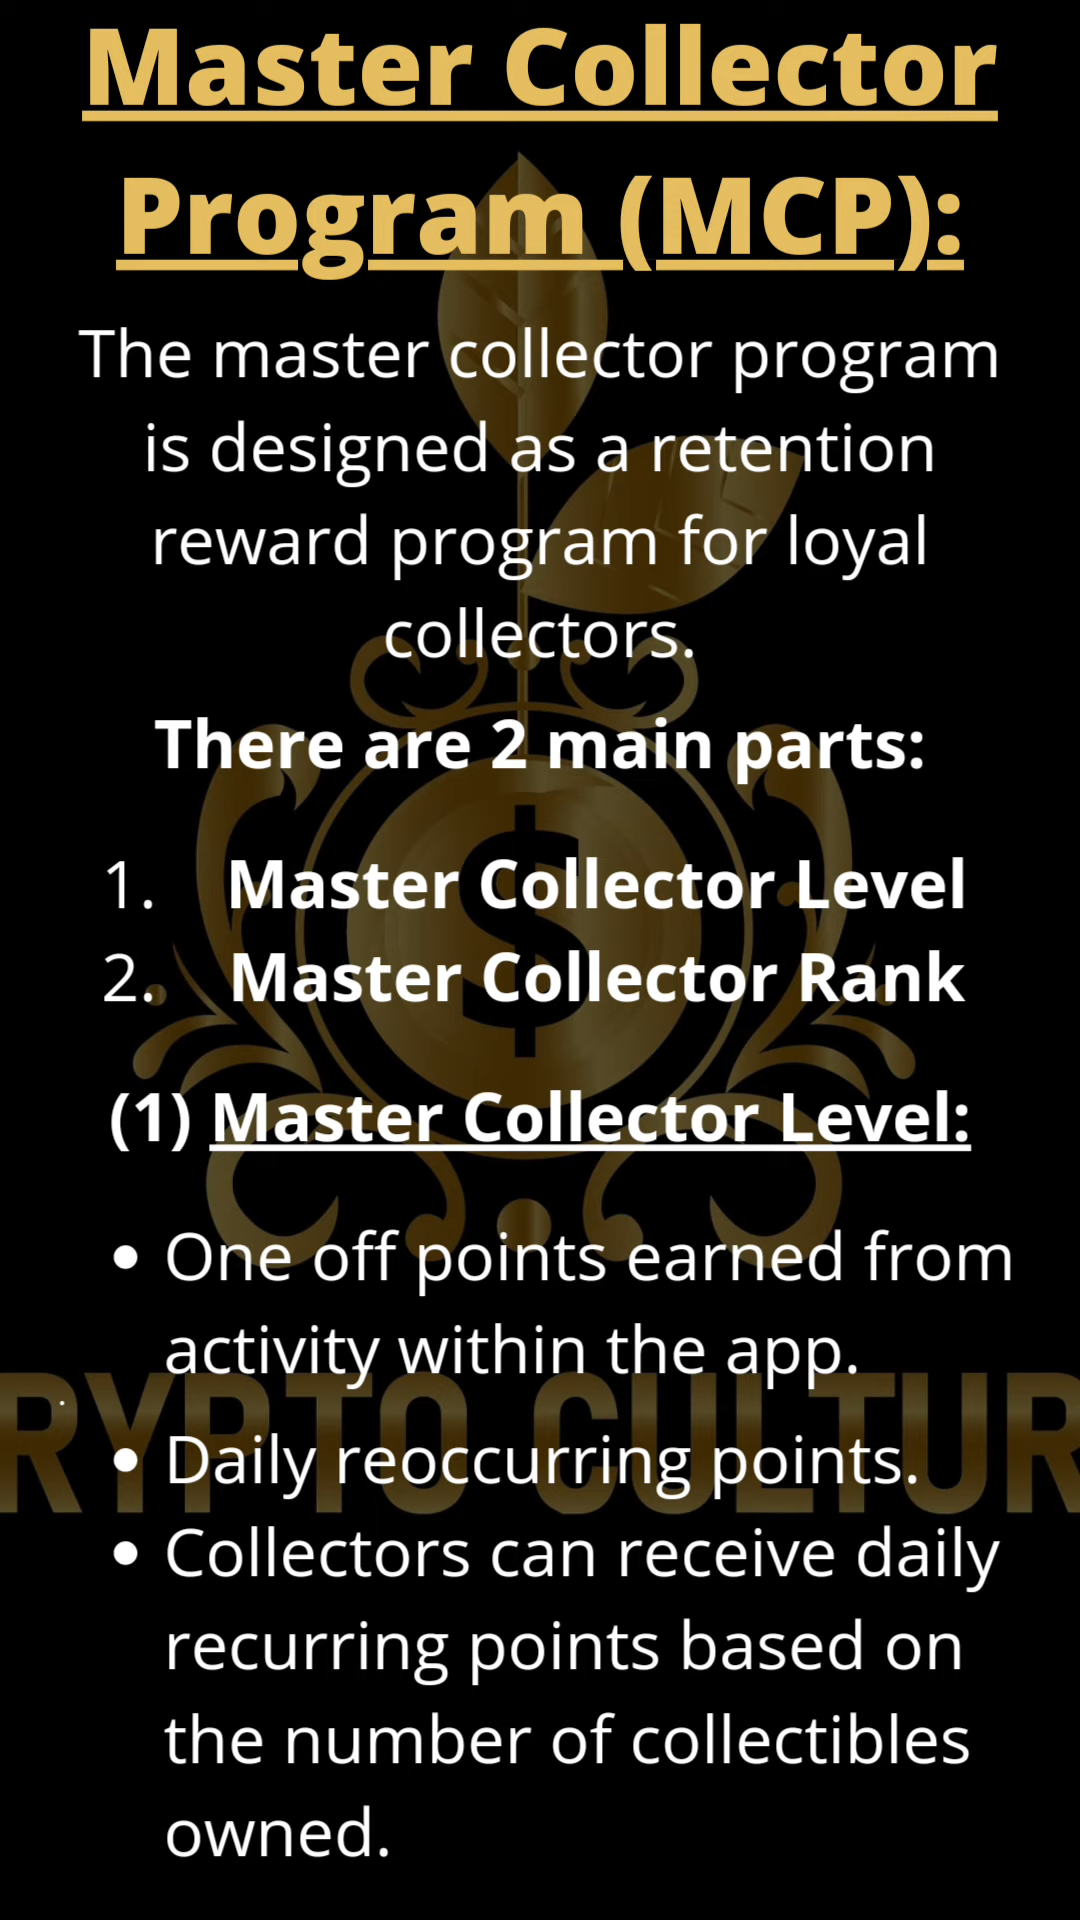 Master Collector
Program (MCP):
The master collector program
is designed as a retention
reward program for loyal
collectors.
There are 2 main parts:
1. Master Collector Level
2. Master Collector Rank
(1) Master Collector Level:
• One off points earned from
activity within the app.
RYPTO CULTUR
• Daily reoccurring points.
• Collectors can receive daily
recurring points based on
the number of collectibles
owned.